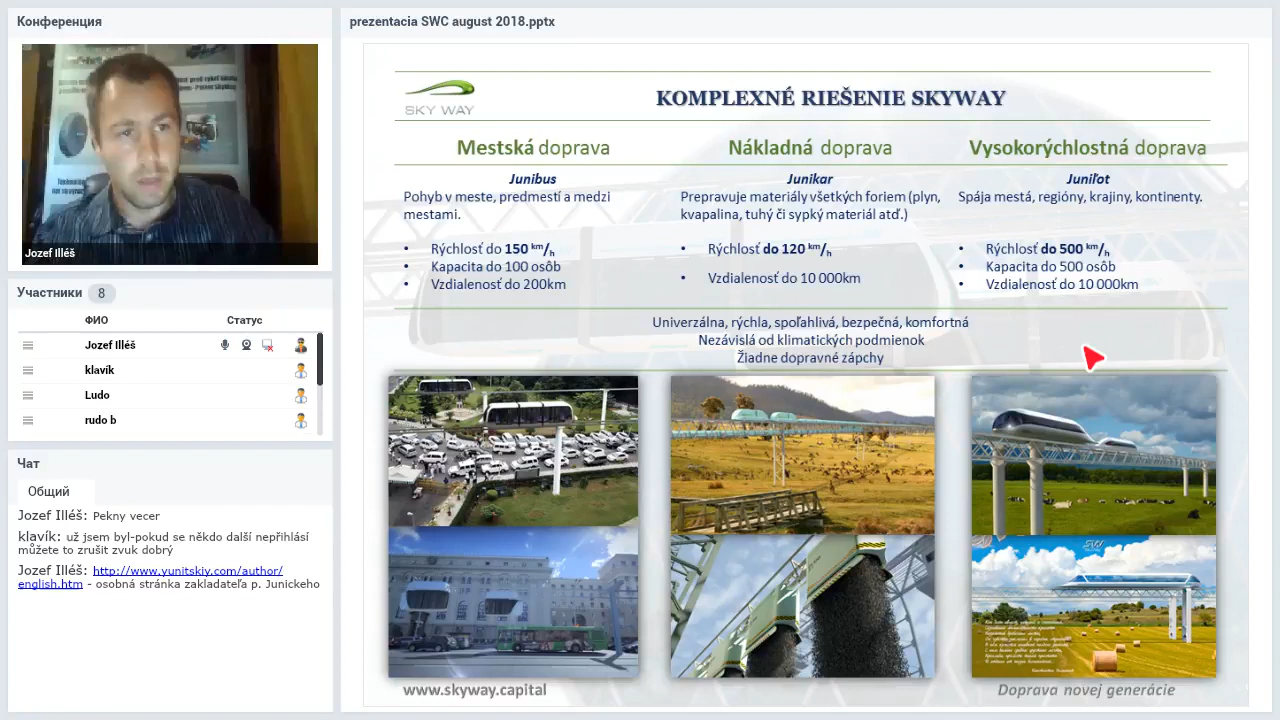 Конференция
Jozef Illéš
Участники 8
ФИО Статус
Jozef Illéš
klavík
Ludo
rudo b
Чат
Общий
Jozef Illéš: Pekny vecer
klavík: už jsem byl-pokud se někdo další nepřihlásí
můžete to zrušit zvuk dobrý
Jozef Illéš: http://www.yunitskiy.com/author/
english.htm - osobná stránka zakladateľa p. Junickeho
prezentacia SWC august 2018.pptx
SKY WAY
KOMPLEXNÉ RIEŠENIE SKYWAY
Mestská doprava
Junibus
Pohyb v meste, predmestí a medzi
mestami.
• Rýchlosť do 150 km/h
• Kapacita do 100 osôb
• Vzdialenosť do 200km
Nákladná doprava
Junikar
Prepravuje materiály všetkých foriem (plyn,
kvapalina, tuhý či sypký materiál atď.)
• Rýchlosť do 120 km/h
• Vzdialenosť do 10 000km
Vysokorýchlostná doprava
Juniľot
Spája mestá, regióny, krajiny, kontinenty.
• Rýchlosť do 500 km/h
• Kapacita do 500 osôb
• Vzdialenosť do 10 000km
Univerzálna, rýchla, spoľahlivá, bezpečná, komfortná
Nezávislá od klimatických podmienok
Žiadne dopravné zápchy
www.skyway.capital
Doprava novej generácie